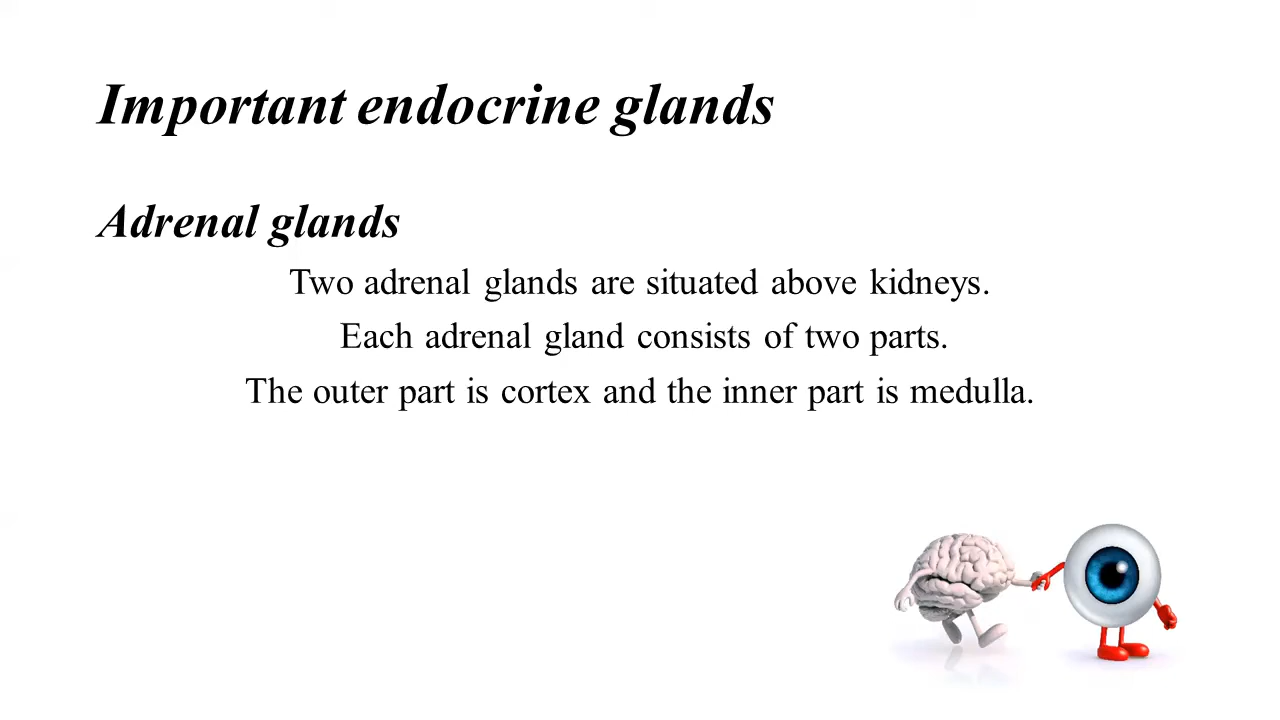 Important endocrine glands
Adrenal glands
Two adrenal glands are situated above kidneys.
Each adrenal gland consists of two parts.
The outer part is cortex and the inner part is medulla.